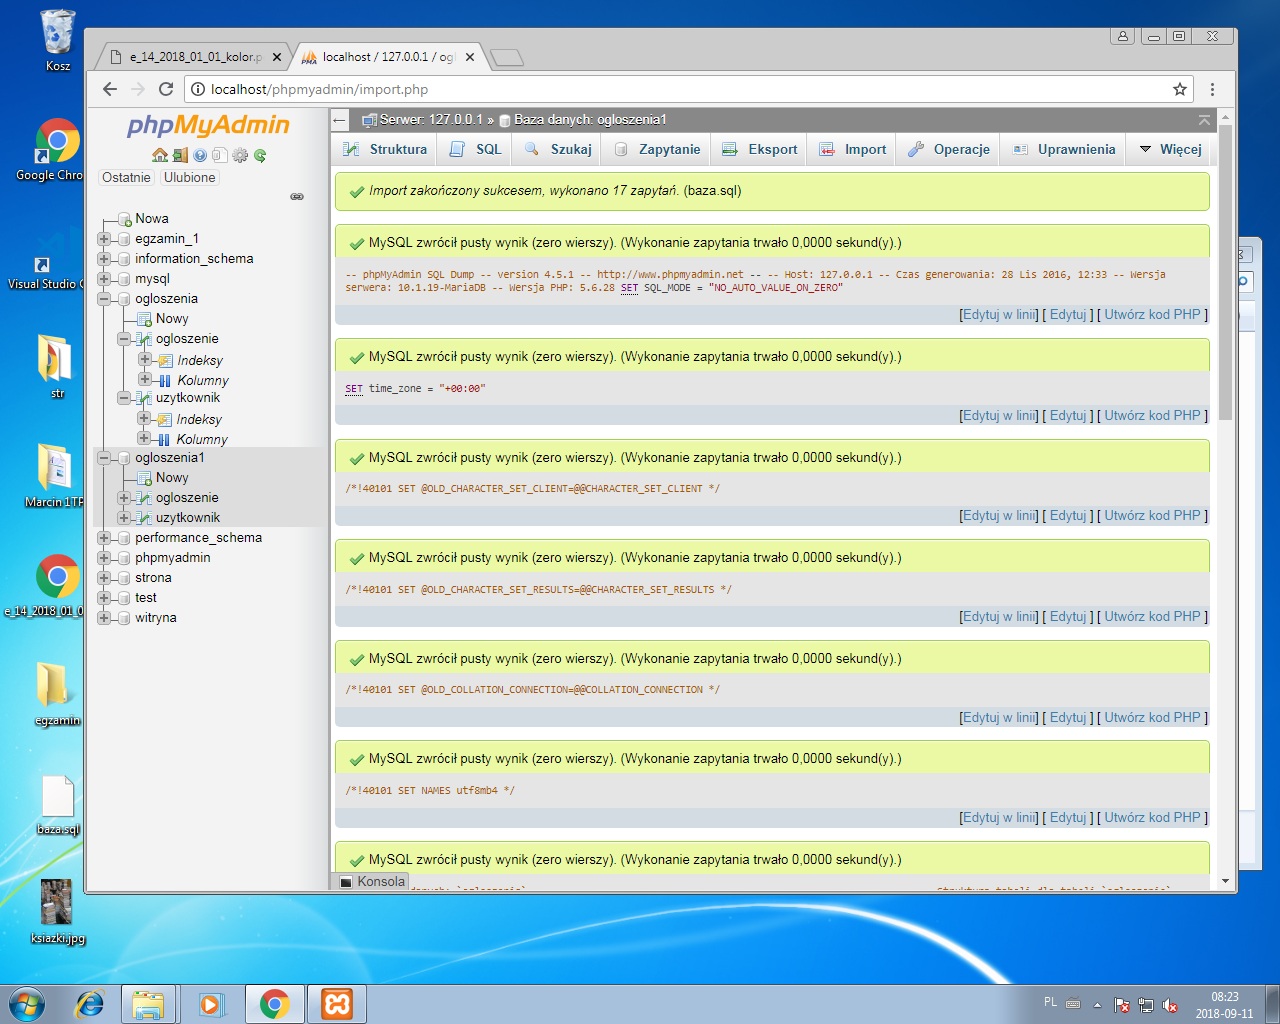 Kosz
Google Chro
Visual Studio C
str
Marcin 1TP
e_14_2018_01_0
egzamin
baza.sql
ksiazki.jpg
e_14_2018_01_01_kolor.p
localhost / 127.0.0.1 / ogl
localhost/phpmyadmin/import.php
phpMyAdmin
Ostatnie Ulubione
Nowa
egzamin_1
information_schema
mysql
ogloszenia
Nowy
ogloszenie
Indeksy
Kolumny
uzytkownik
Indeksy
Kolumny
ogloszenia1
Nowy
ogloszenie
uzytkownik
performance_schema
phpmyadmin
strona
test
witryna
Serwer: 127.0.0.1 » Baza danych: ogloszenia1
Struktura SQL Szukaj Zapytanie Eksport Import Operacje Uprawnienia Więcej
Import zakończony sukcesem, wykonano 17 zapytań. (baza.sql)
MySQL zwrócił pusty wynik (zero wierszy). (Wykonanie zapytania trwało 0,0000 sekund(y).)
-- phpMyAdmin SQL Dump -- version 4.5.1 -- http://www.phpmyadmin.net -- -- Host: 127.0.0.1 -- Czas generowania: 28 Lis 2016, 12:33 -- Wersja
serwera: 10.1.19-MariaDB -- Wersja PHP: 5.6.28 SET SQL_MODE = "NO_AUTO_VALUE_ON_ZERO"
[Edytuj w linii] [ Edytuj ] [ Utwórz kod PHP ]
MySQL zwrócił pusty wynik (zero wierszy). (Wykonanie zapytania trwało 0,0000 sekund(y).)
SET time_zone = "+00:00"
[Edytuj w linii] [ Edytuj ] [ Utwórz kod PHP ]
MySQL zwrócił pusty wynik (zero wierszy). (Wykonanie zapytania trwało 0,0000 sekund(y).)
/*!40101 SET @OLD_CHARACTER_SET_CLIENT=@@CHARACTER_SET_CLIENT */
[Edytuj w linii] [ Edytuj ] [ Utwórz kod PHP ]
MySQL zwrócił pusty wynik (zero wierszy). (Wykonanie zapytania trwało 0,0000 sekund(y).)
/*!40101 SET @OLD_CHARACTER_SET_RESULTS=@@CHARACTER_SET_RESULTS */
[Edytuj w linii] [ Edytuj ] [ Utwórz kod PHP ]
MySQL zwrócił pusty wynik (zero wierszy). (Wykonanie zapytania trwało 0,0000 sekund(y).)
/*!40101 SET @OLD_COLLATION_CONNECTION=@@COLLATION_CONNECTION */
[Edytuj w linii] [ Edytuj ] [ Utwórz kod PHP ]
MySQL zwrócił pusty wynik (zero wierszy). (Wykonanie zapytania trwało 0,0000 sekund(y).)
/*!40101 SET NAMES utf8mb4 */
[Edytuj w linii] [ Edytuj ] [ Utwórz kod PHP ]
MySQL zwrócił pusty wynik (zero wierszy). (Wykonanie zapytania trwało 0,0000 sekund(y).)
Konsola
PL
08:23
2018-09-11